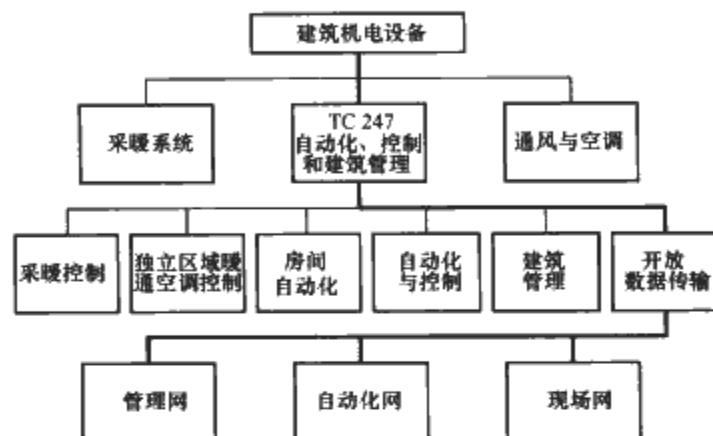 建筑机电设备
采暖系统
TC 247
自动化、控制
和建筑管理
通风与空调
采暖控制
独立区域暖
通空调控制
房间
自动化
自动化
与控制
建筑
管理
开放
数据传输
管理网
自动化网
现场网